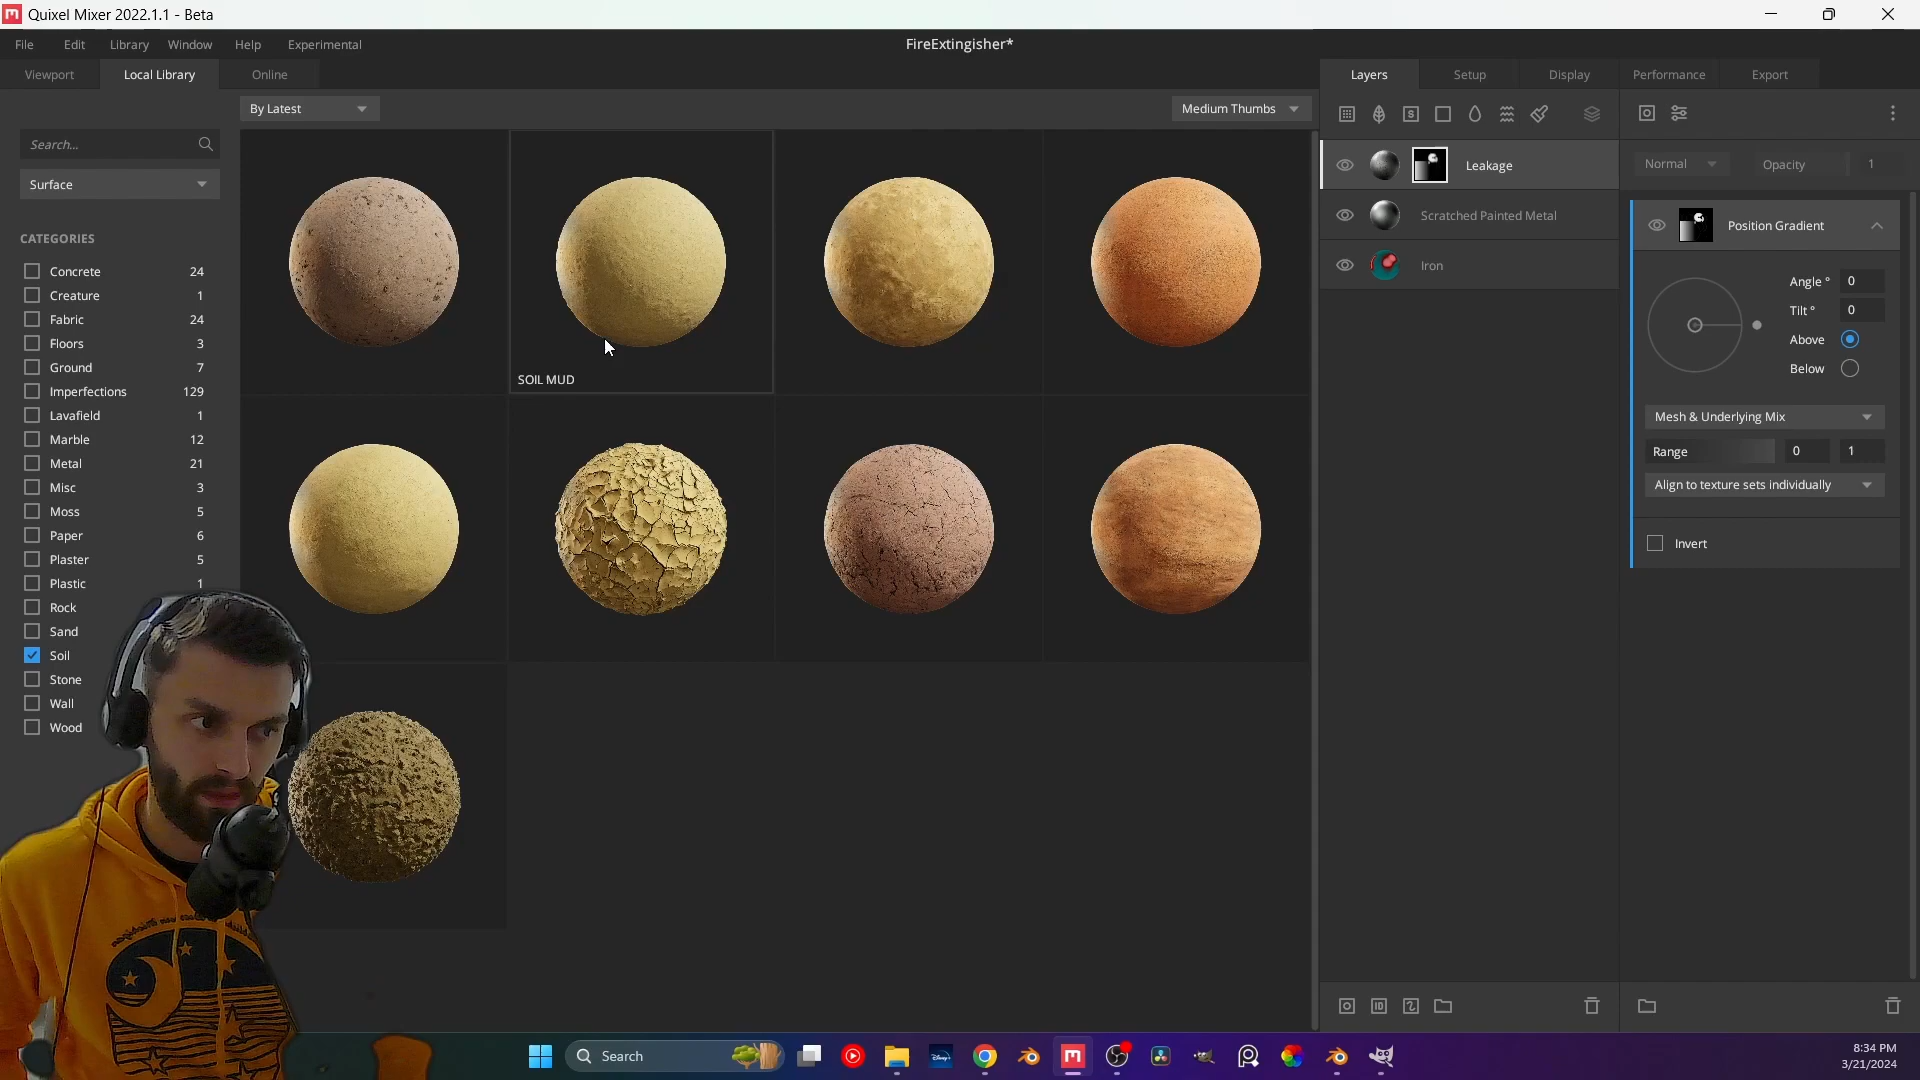 Quixel Mixer 2022.1.1 - Beta
File Edit Library Window Help Experimental
FireExtingisher*
Viewport Local Library Online
Layers Setup Display Performance Export
By Latest
Medium Thumbs
Search...
Surface
CATEGORIES
Concrete 24
Creature 1
Fabric 24
Floors 3
Ground 7
Imperfections 129
Lavafield 1
Marble 12
Metal 21
Misc 3
Moss 5
Paper 6
Plaster 5
Plastic 1
Rock
Sand
Soil
Stone
Wall
Wood
SOIL MUD
Leakage
Scratched Painted Metal
Iron
Normal Opacity 1
Position Gradient
Angle ° 0
Tilt ° 0
Above
Below
Mesh & Underlying Mix
Range 0 1
Align to texture sets individually
Invert
Search
Disney+
8:34 PM
3/21/2024